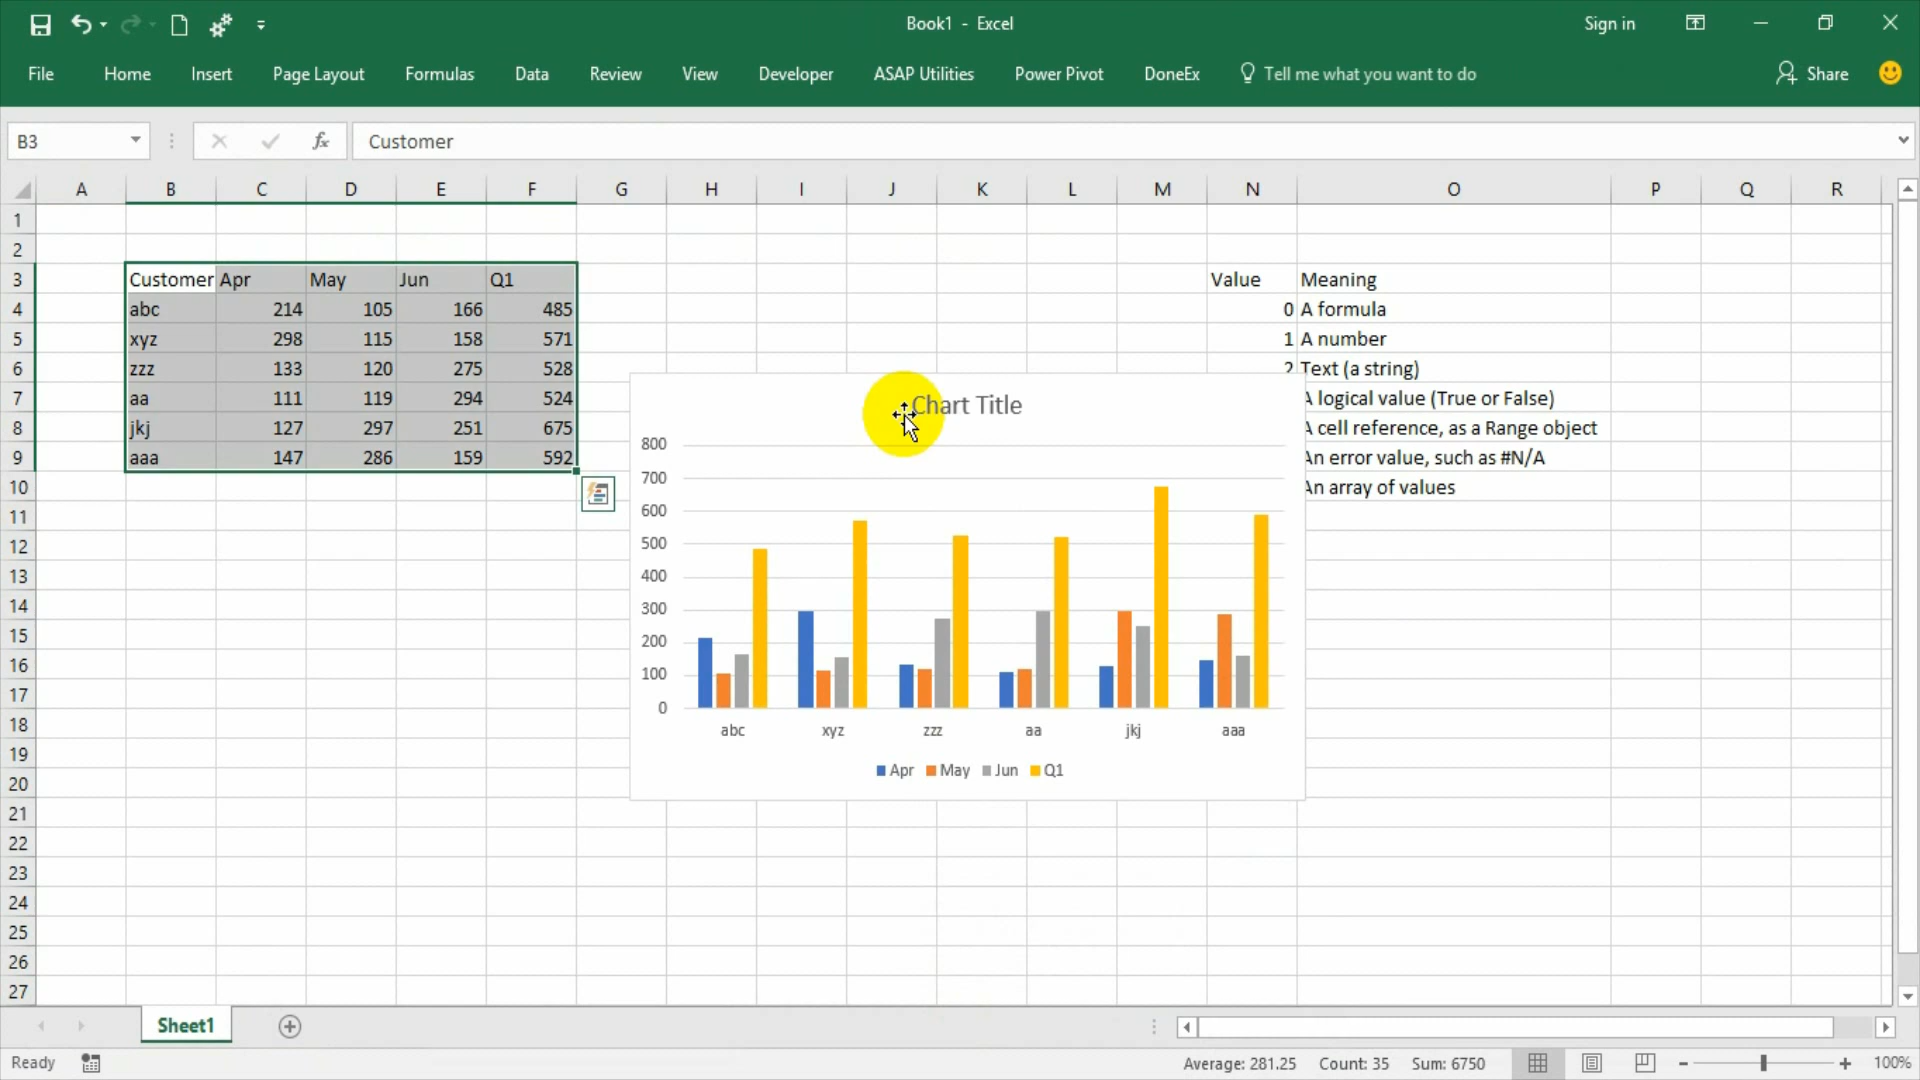 Book1 - Excel
Sign in
File Home Insert Page Layout Formulas Data Review View Developer ASAP Utilities Power Pivot DoneEx Tell me what you want to do Share
B3 fx Customer
A B C D E F G H I J K L M N O P Q R
1
2
3 Customer Apr May Jun Q1 Value Meaning
4 abc 214 105 166 485 0 A formula
5 xyz 298 115 158 571 1 A number
6 zzz 133 120 275 528 2 Text (a string)
7 aa 111 119 294 524 A logical value (True or False)
8 jkj 127 297 251 675 A cell reference, as a Range object
9 aaa 147 286 159 592 An error value, such as #N/A
10 An array of values
11
12
13
14
15
16
17
18
19
20
21
22
23
24
25
26
27
Chart Title
800
700
600
500
400
300
200
100
0
abc xyz zzz aa jkj aaa
Apr May Jun Q1
Sheet1
Ready Average: 281.25 Count: 35 Sum: 6750 100%